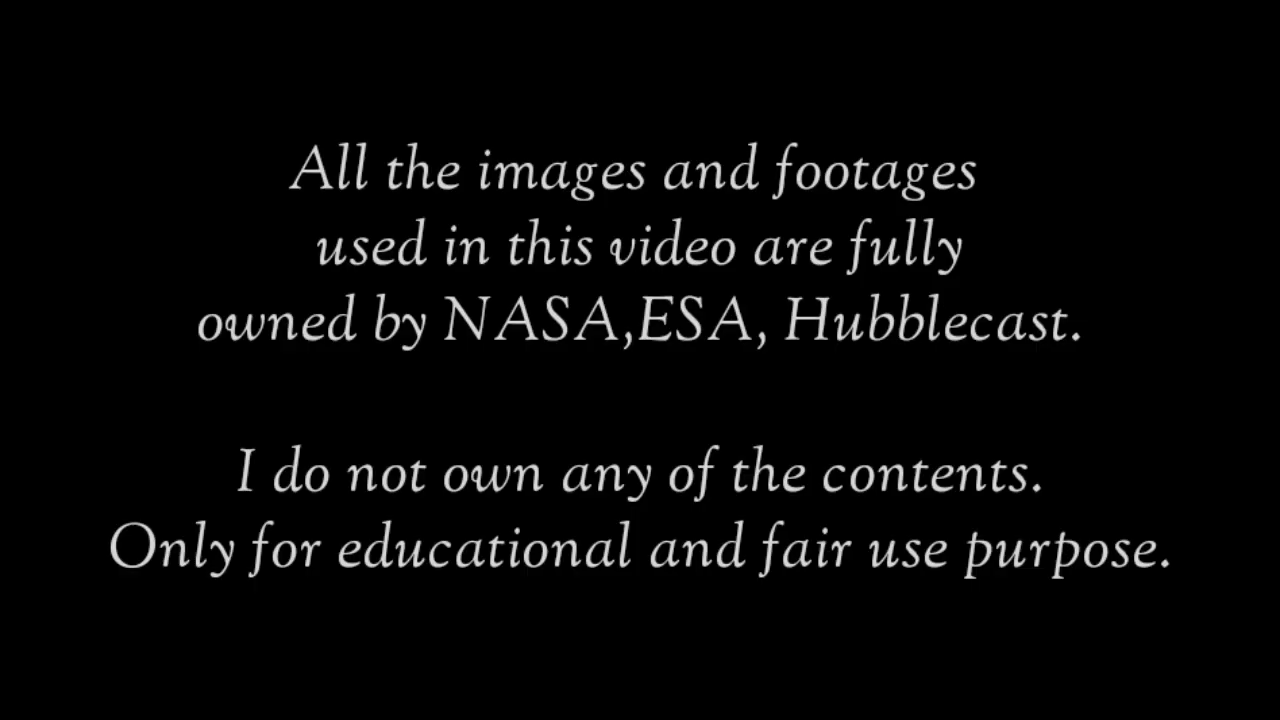 All the images and footages
used in this video are fully
owned by NASA,ESA, Hubblecast.
I do not own any of the contents.
Only for educational and fair use purpose.